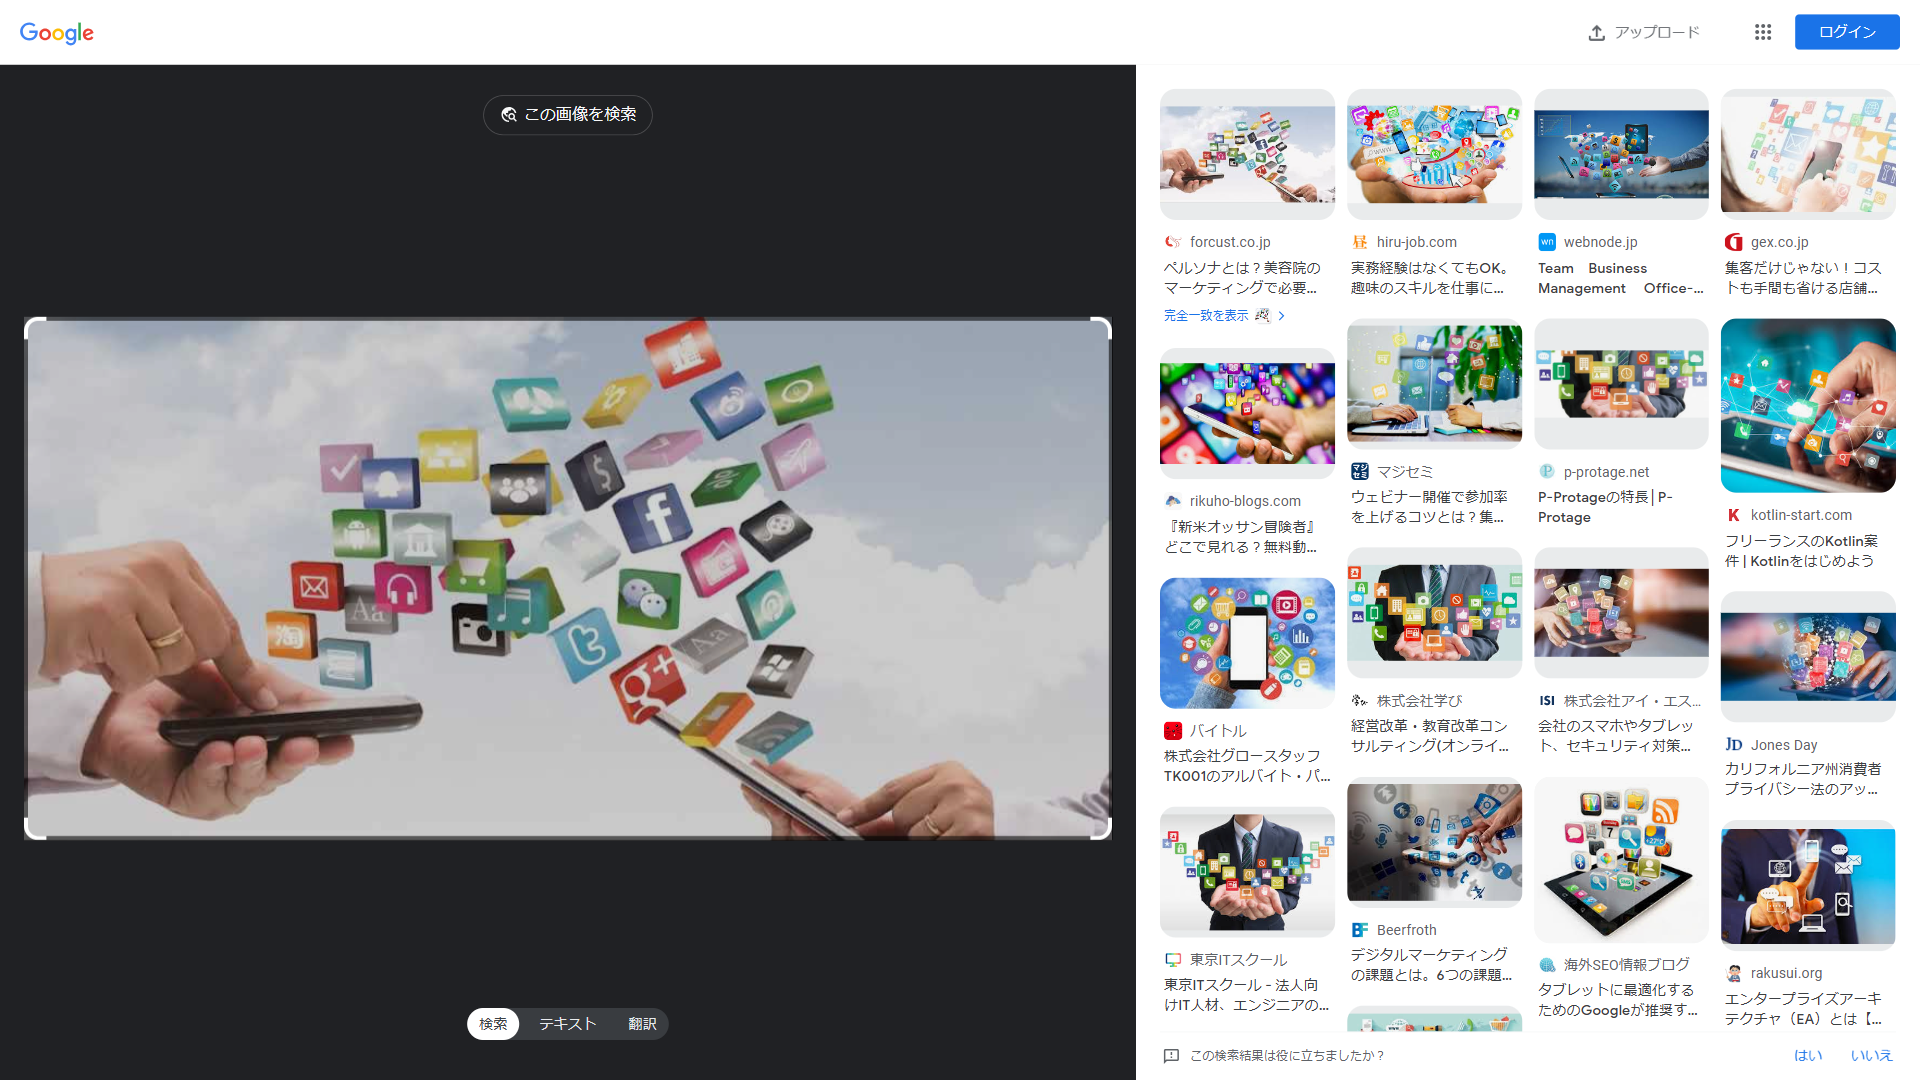 Google
アップロード
ログイン
この画像を検索
Aa
Aa
g+
検索
テキスト
翻訳
forcust.co.jp
ペルソナとは？美容院の
マーケティングで必要...
完全一致を表示
rikuho-blogs.com
『新米オッサン冒険者』
どこで見れる？無料動...
バイトル
株式会社グロースタッフ
TK001のアルバイト・パ...
東京ITスクール
東京ITスクール - 法人向
けIT人材、エンジニアの...
hiru-job.com
実務経験はなくてもOK。
趣味のスキルを仕事に...
マジセミ
ウェビナー開催で参加率
を上げるコツとは？集...
株式会社学び
経営改革・教育改革コン
サルティング(オンライ...
Beerfroth
デジタルマーケティング
の課題とは。6つの課題...
webnode.jp
Team Business
Management Office-...
p-protage.net
P-Protageの特長 | P-
Protage
ISI 株式会社アイ・エス...
会社のスマホやタブレッ
ト、セキュリティ対策...
海外SEO情報ブログ
タブレットに最適化する
ためのGoogleが推奨す...
gex.co.jp
集客だけじゃない！コス
トも手間も省ける店舗...
kotlin-start.com
フリーランスのKotlin案
件 | Kotlinをはじめよう
JD Jones Day
カリフォルニア州消費者
プライバシー法のアッ...
rakusui.org
エンタープライズアーキ
テクチャ（EA）とは【...
この検索結果は役に立ちましたか？
はい
いいえ